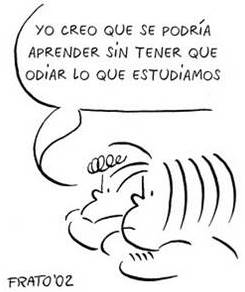 YO CREO QUE SE PODRÍA
APRENDER SIN TENER QUE
ODIAR LO QUE ESTUDIAMOS
FRATO '02